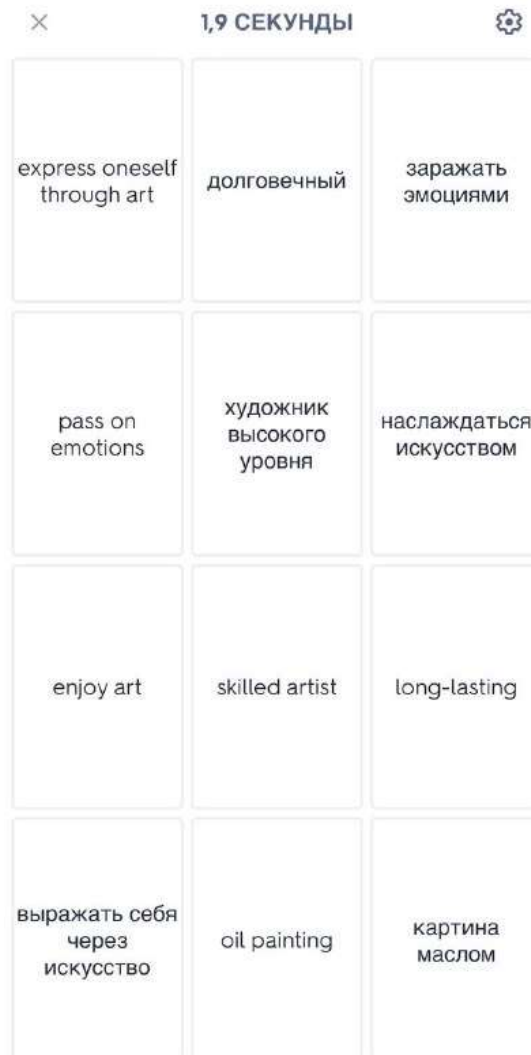 1,9 СЕКУНДЫ
express oneself
through art
долговечный
заражать
эмоциями
pass on
emotions
художник
высокого
уровня
наслаждаться
искусством
enjoy art
skilled artist
long-lasting
выражать себя
через
искусство
oil painting
картина
маслом